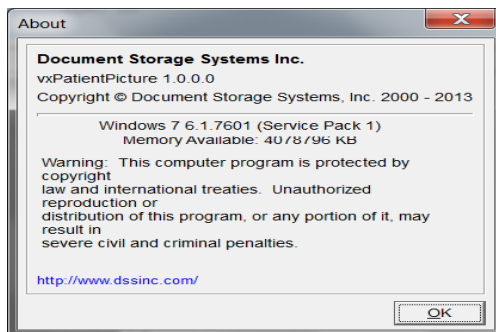 About
Document Storage Systems Inc.
vxPatientPicture 1.0.0.0
Copyright © Document Storage Systems, Inc. 2000 - 2013
Windows 7 6.1.7601 (Service Pack 1)
Memory Available: 4078796 KB
Warning: This computer program is protected by
copyright
law and international treaties. Unauthorized
reproduction or
distribution of this program, or any portion of it, may
result in
severe civil and criminal penalties.
http://www.dssinc.com/
OK